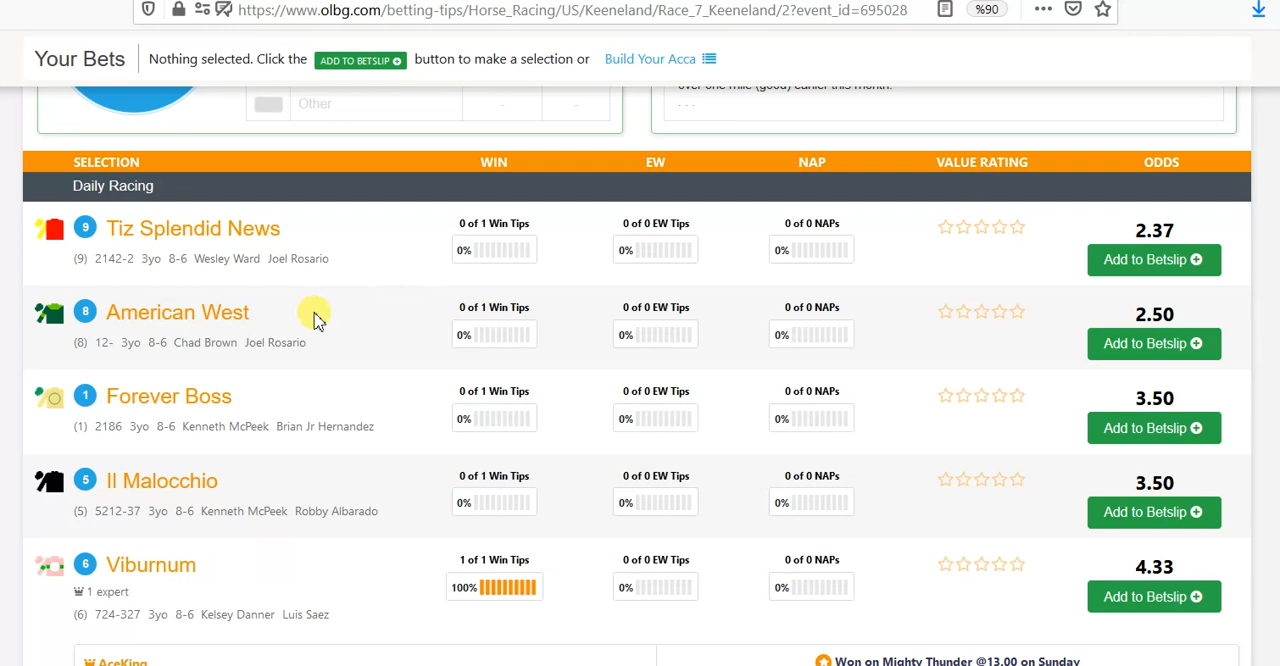 https://www.olbg.com/betting-tips/Horse_Racing/US/Keeneland/Race_7_Keeneland/2?event_id=695028 %90
Your Bets Nothing selected. Click the ADD TO BETSLIP button to make a selection or Build Your Acca
Other - -
over one mile (good) earlier this month.
. . .
SELECTION WIN EW NAP VALUE RATING ODDS
Daily Racing
9 Tiz Splendid News 0 of 1 Win Tips 0 of 0 EW Tips 0 of 0 NAPs 2.37
0% 0% 0% Add to Betslip
(9) 2142-2 3yo 8-6 Wesley Ward Joel Rosario
8 American West 0 of 1 Win Tips 0 of 0 EW Tips 0 of 0 NAPs 2.50
0% 0% 0% Add to Betslip
(8) 12- 3yo 8-6 Chad Brown Joel Rosario
1 Forever Boss 0 of 1 Win Tips 0 of 0 EW Tips 0 of 0 NAPs 3.50
0% 0% 0% Add to Betslip
(1) 2186 3yo 8-6 Kenneth McPeek Brian Jr Hernandez
5 Il Malocchio 0 of 1 Win Tips 0 of 0 EW Tips 0 of 0 NAPs 3.50
0% 0% 0% Add to Betslip
(5) 5212-37 3yo 8-6 Kenneth McPeek Robby Albarado
6 Viburnum 1 of 1 Win Tips 0 of 0 EW Tips 0 of 0 NAPs 4.33
1 expert 100% 0% 0% Add to Betslip
(6) 724-327 3yo 8-6 Kelsey Danner Luis Saez
AceKing Won on Mighty Thunder @13.00 on Sunday